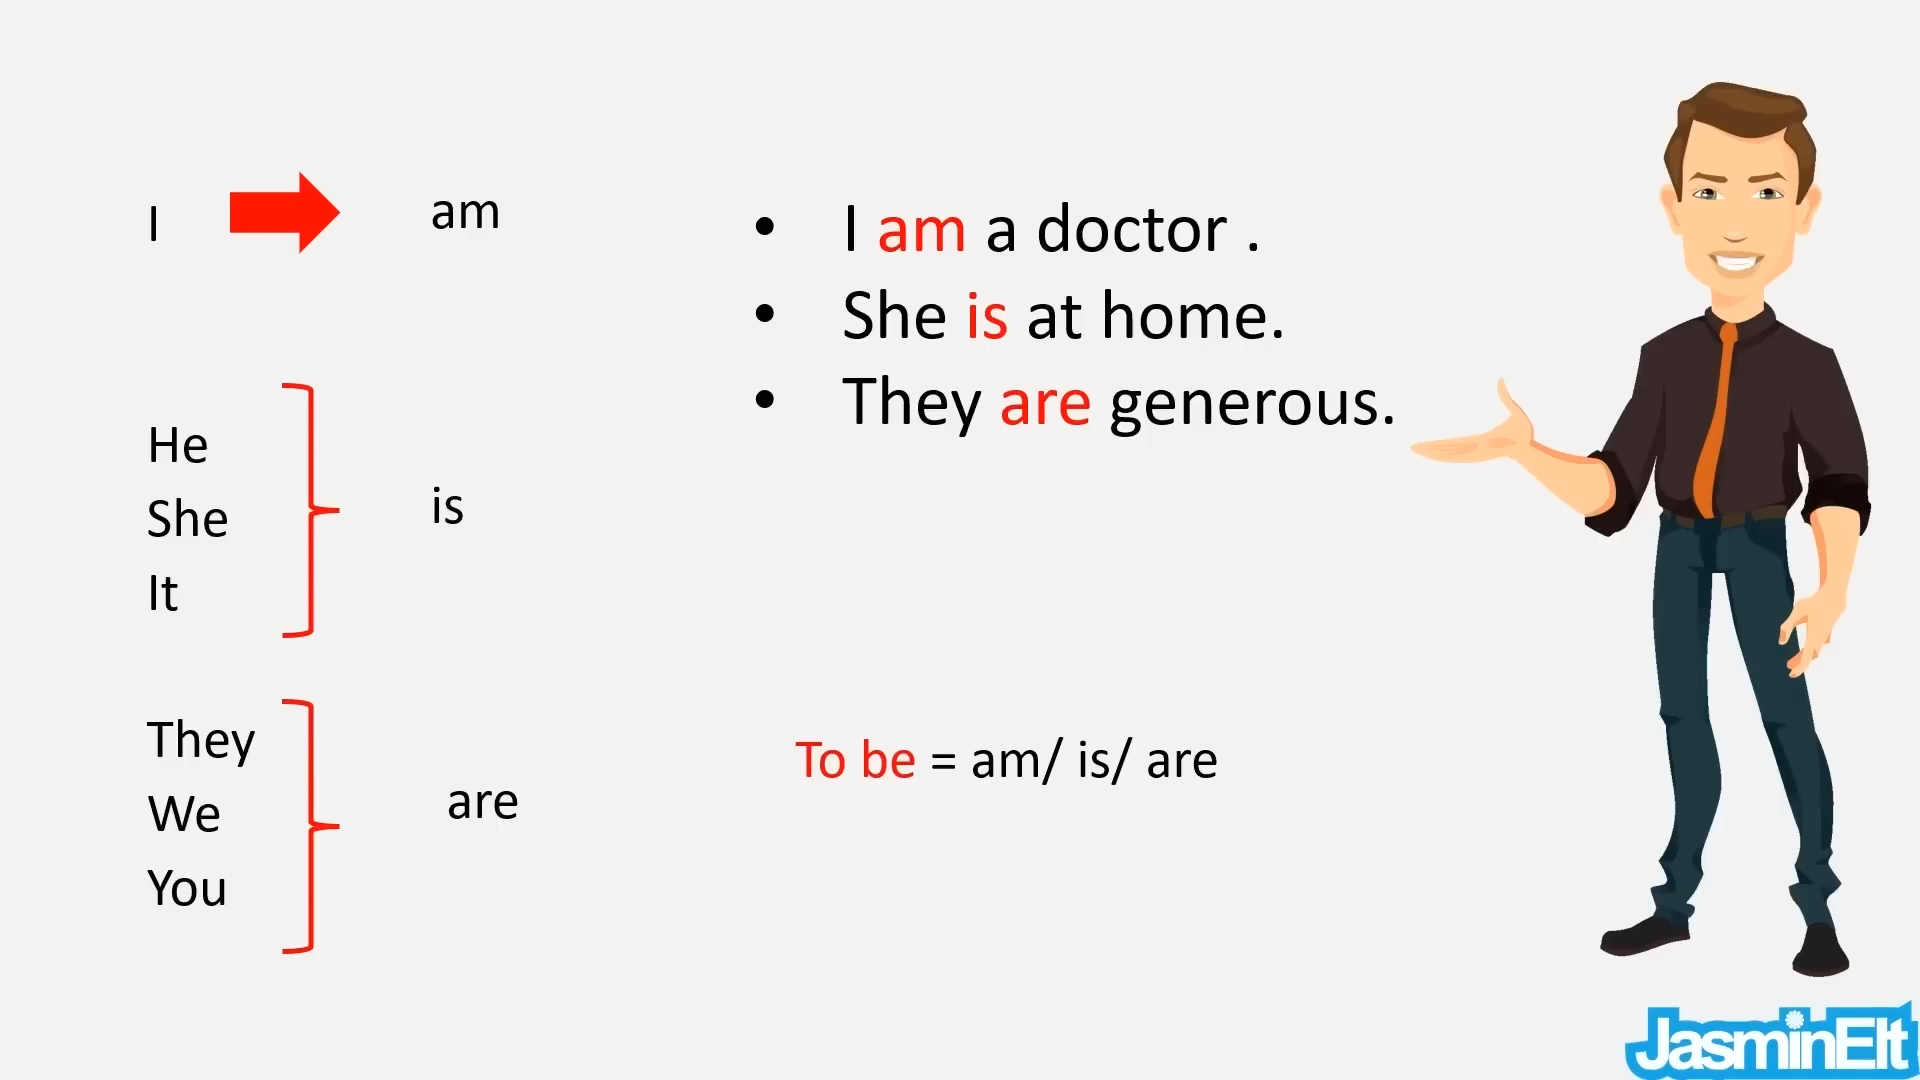 I am
He
She
It
is
They
We
You
are
• I am a doctor .
• She is at home.
• They are generous.
To be = am/ is/ are
JasminElt